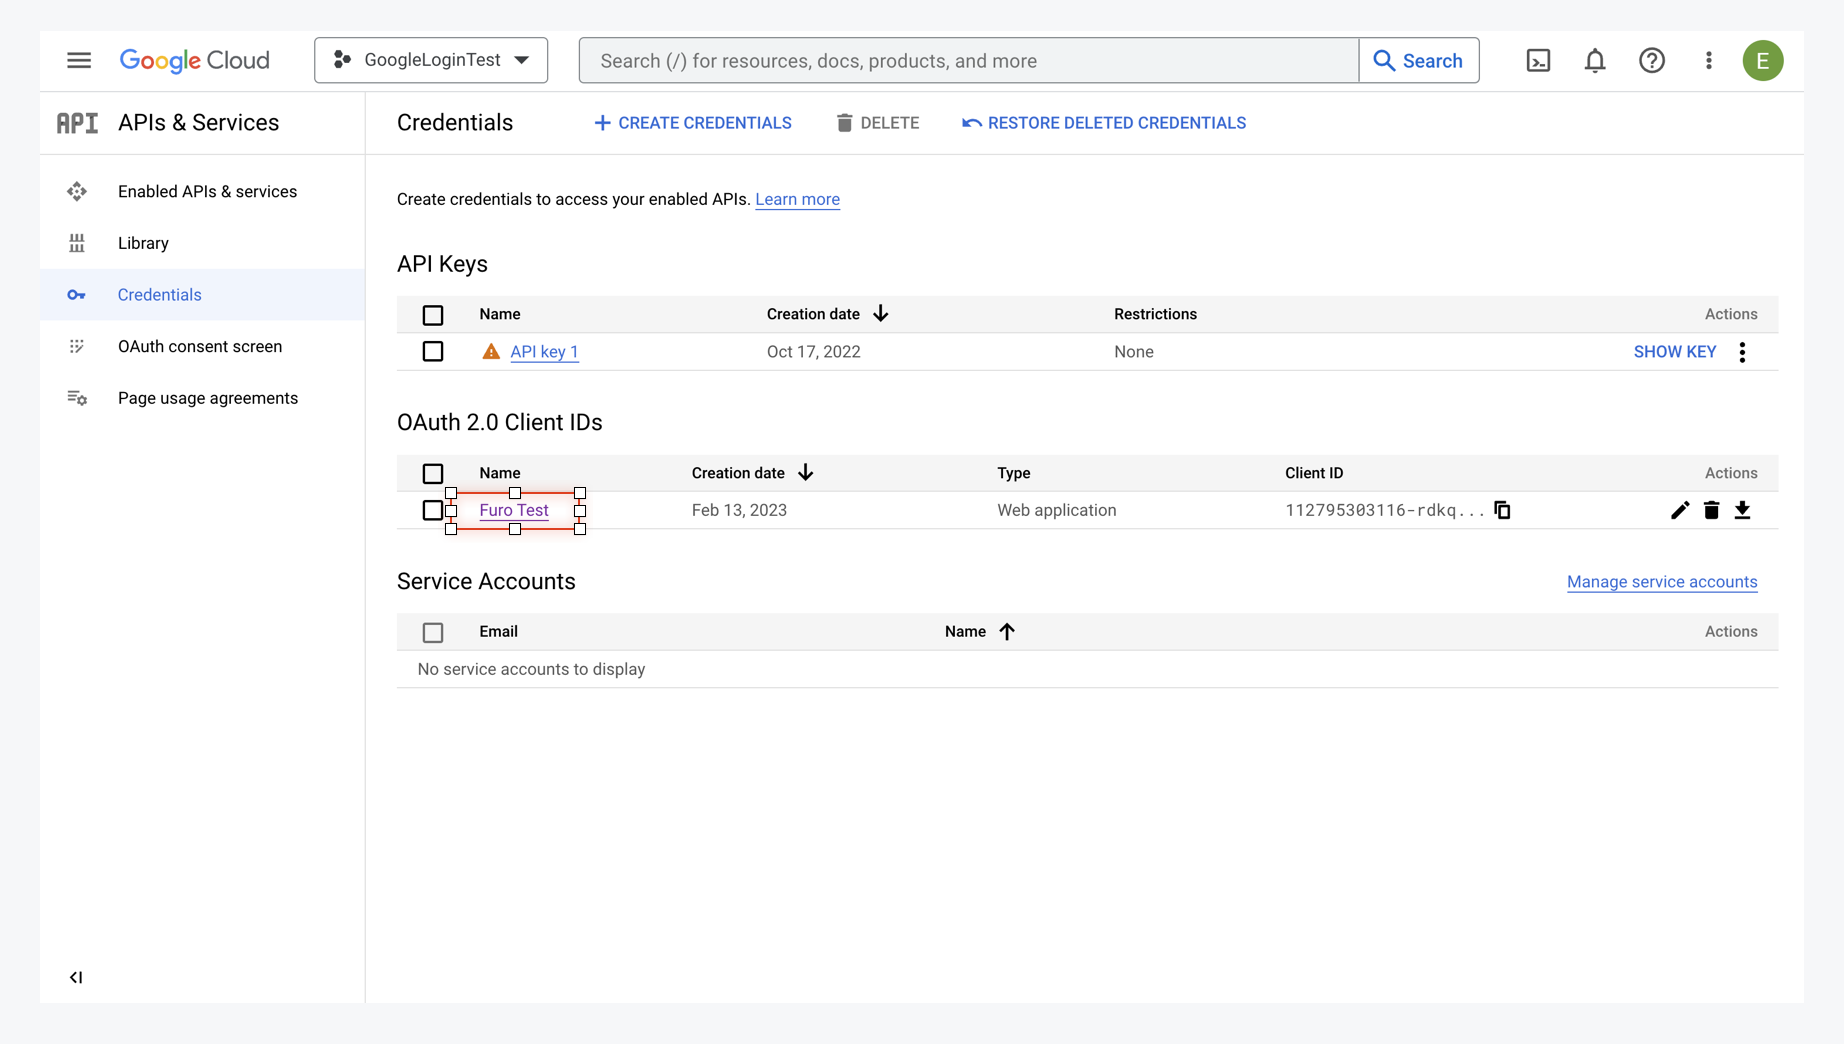 Google Cloud
GoogleLoginTest
Search (/) for resources, docs, products, and more
Search
E
API APIs & Services
Credentials
CREATE CREDENTIALS
DELETE
RESTORE DELETED CREDENTIALS
Enabled APIs & services
Library
Credentials
OAuth consent screen
Page usage agreements
Create credentials to access your enabled APIs. Learn more
API Keys
Name Creation date Restrictions Actions
API key 1 Oct 17, 2022 None SHOW KEY
OAuth 2.0 Client IDs
Name Creation date Type Client ID Actions
Furo Test Feb 13, 2023 Web application 112795303116-rdkq...
Service Accounts Manage service accounts
Email Name Actions
No service accounts to display